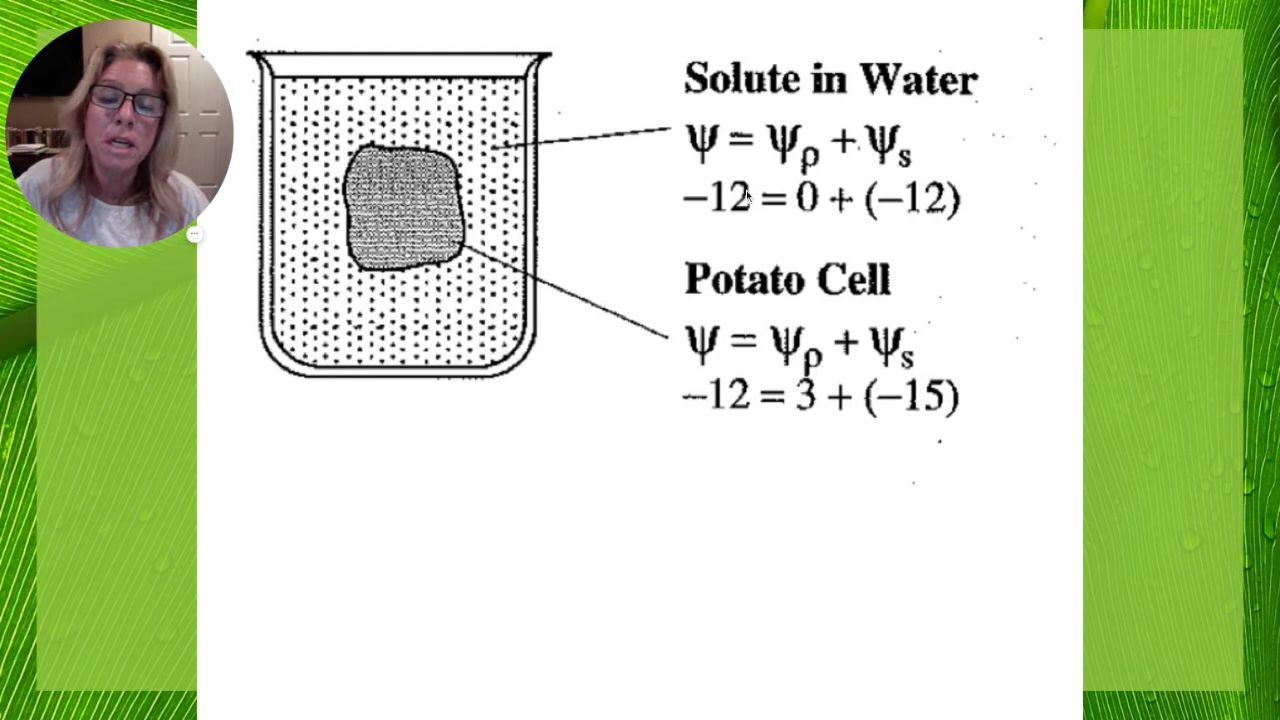 Solute in Water
Ψ = Ψρ + Ψs
–12 = 0 + (–12)
Potato Cell
Ψ = Ψρ + Ψs
–12 = 3 + (–15)